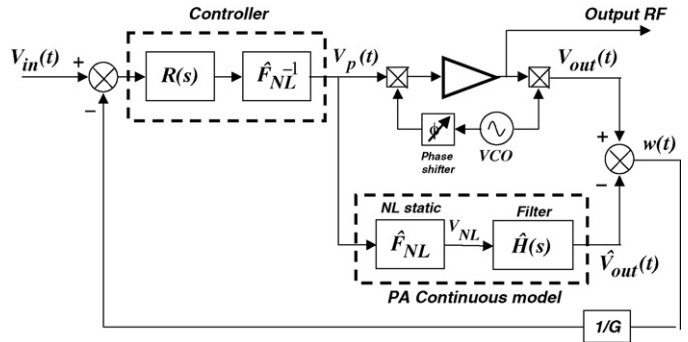 Controller
Output RF
V_in(t)
+
−
R(s)
F̂_NL^−1
V_p(t)
V_out(t)
ϕ
Phase
shifter
VCO
+
−
w(t)
NL static
F̂_NL
V_NL
Filter
Ĥ(s)
V̂_out(t)
PA Continuous model
1/G